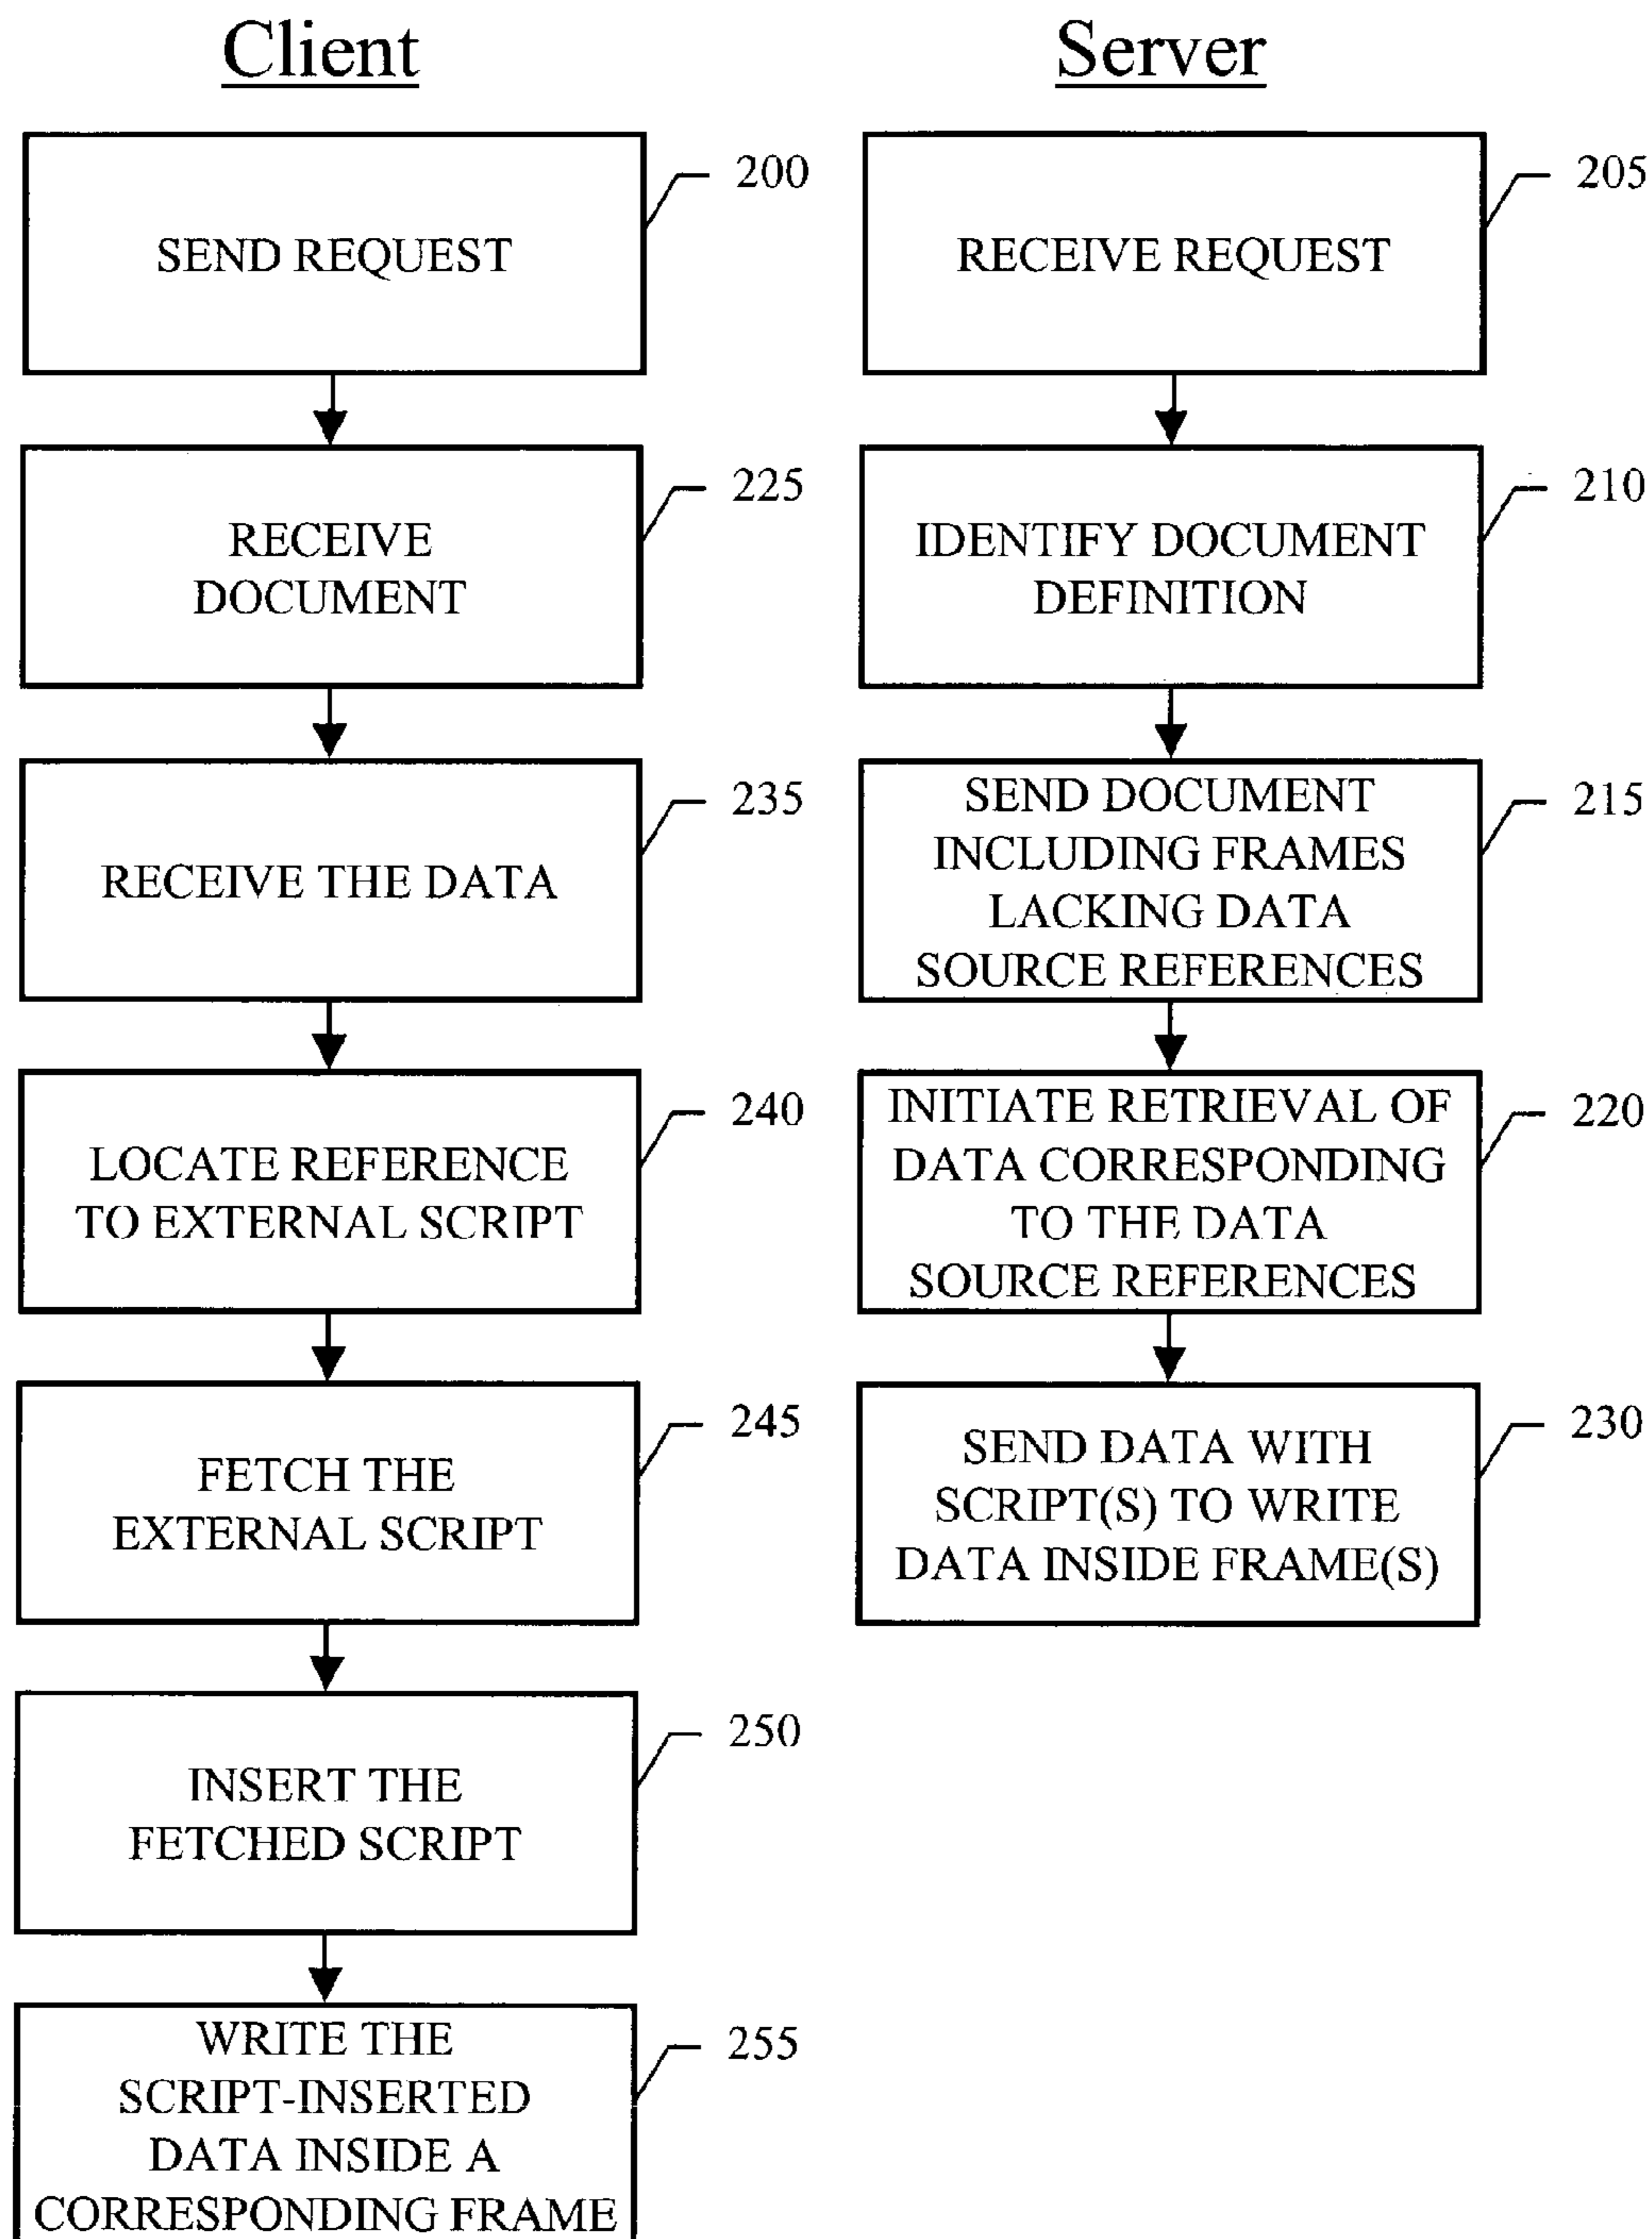 Client
SEND REQUEST
200
RECEIVE
DOCUMENT
225
RECEIVE THE DATA
235
LOCATE REFERENCE
TO EXTERNAL SCRIPT
240
FETCH THE
EXTERNAL SCRIPT
245
INSERT THE
FETCHED SCRIPT
250
WRITE THE
SCRIPT-INSERTED
DATA INSIDE A
CORRESPONDING FRAME
255
Server
RECEIVE REQUEST
205
IDENTIFY DOCUMENT
DEFINITION
210
SEND DOCUMENT
INCLUDING FRAMES
LACKING DATA
SOURCE REFERENCES
215
INITIATE RETRIEVAL OF
DATA CORRESPONDING
TO THE DATA
SOURCE REFERENCES
220
SEND DATA WITH
SCRIPT(S) TO WRITE
DATA INSIDE FRAME(S)
230